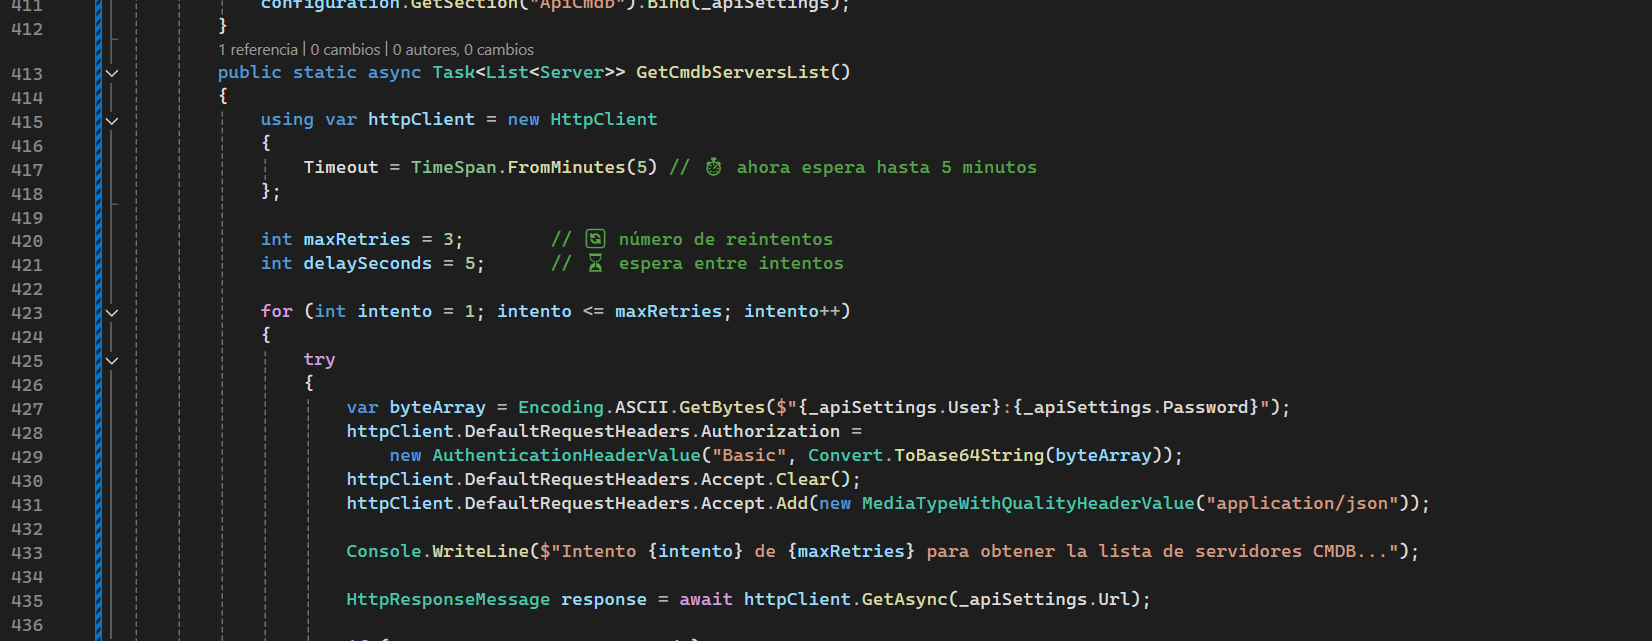 411 configuration.GetSection("ApiCmdb").Bind(_apiSettings);
412 }
1 referencia | 0 cambios | 0 autores, 0 cambios
413 public static async Task<List<Server>> GetCmdbServersList()
414 {
415 using var httpClient = new HttpClient
416 {
417 Timeout = TimeSpan.FromMinutes(5) // ⏱ ahora espera hasta 5 minutos
418 };
419
420 int maxRetries = 3; // 🔄 número de reintentos
421 int delaySeconds = 5; // ⏳ espera entre intentos
422
423 for (int intento = 1; intento <= maxRetries; intento++)
424 {
425 try
426 {
427 var byteArray = Encoding.ASCII.GetBytes($"{_apiSettings.User}:{_apiSettings.Password}");
428 httpClient.DefaultRequestHeaders.Authorization =
429 new AuthenticationHeaderValue("Basic", Convert.ToBase64String(byteArray));
430 httpClient.DefaultRequestHeaders.Accept.Clear();
431 httpClient.DefaultRequestHeaders.Accept.Add(new MediaTypeWithQualityHeaderValue("application/json"));
432
433 Console.WriteLine($"Intento {intento} de {maxRetries} para obtener la lista de servidores CMDB...");
434
435 HttpResponseMessage response = await httpClient.GetAsync(_apiSettings.Url);
436